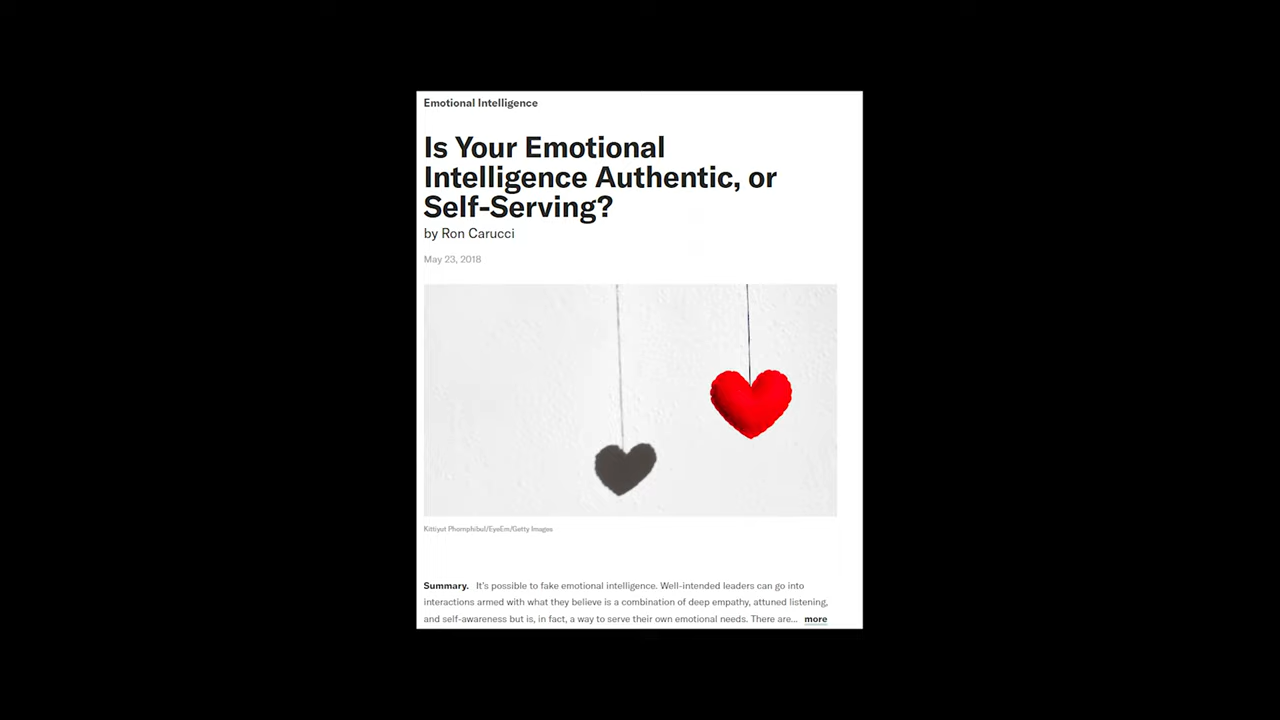 Emotional Intelligence
Is Your Emotional
Intelligence Authentic, or
Self-Serving?
by Ron Carucci
May 23, 2018
Kittiyut Phornphibul/EyeEm/Getty Images
Summary. It's possible to fake emotional intelligence. Well-intended leaders can go into
interactions armed with what they believe is a combination of deep empathy, attuned listening,
and self-awareness but is, in fact, a way to serve their own emotional needs. There are... more